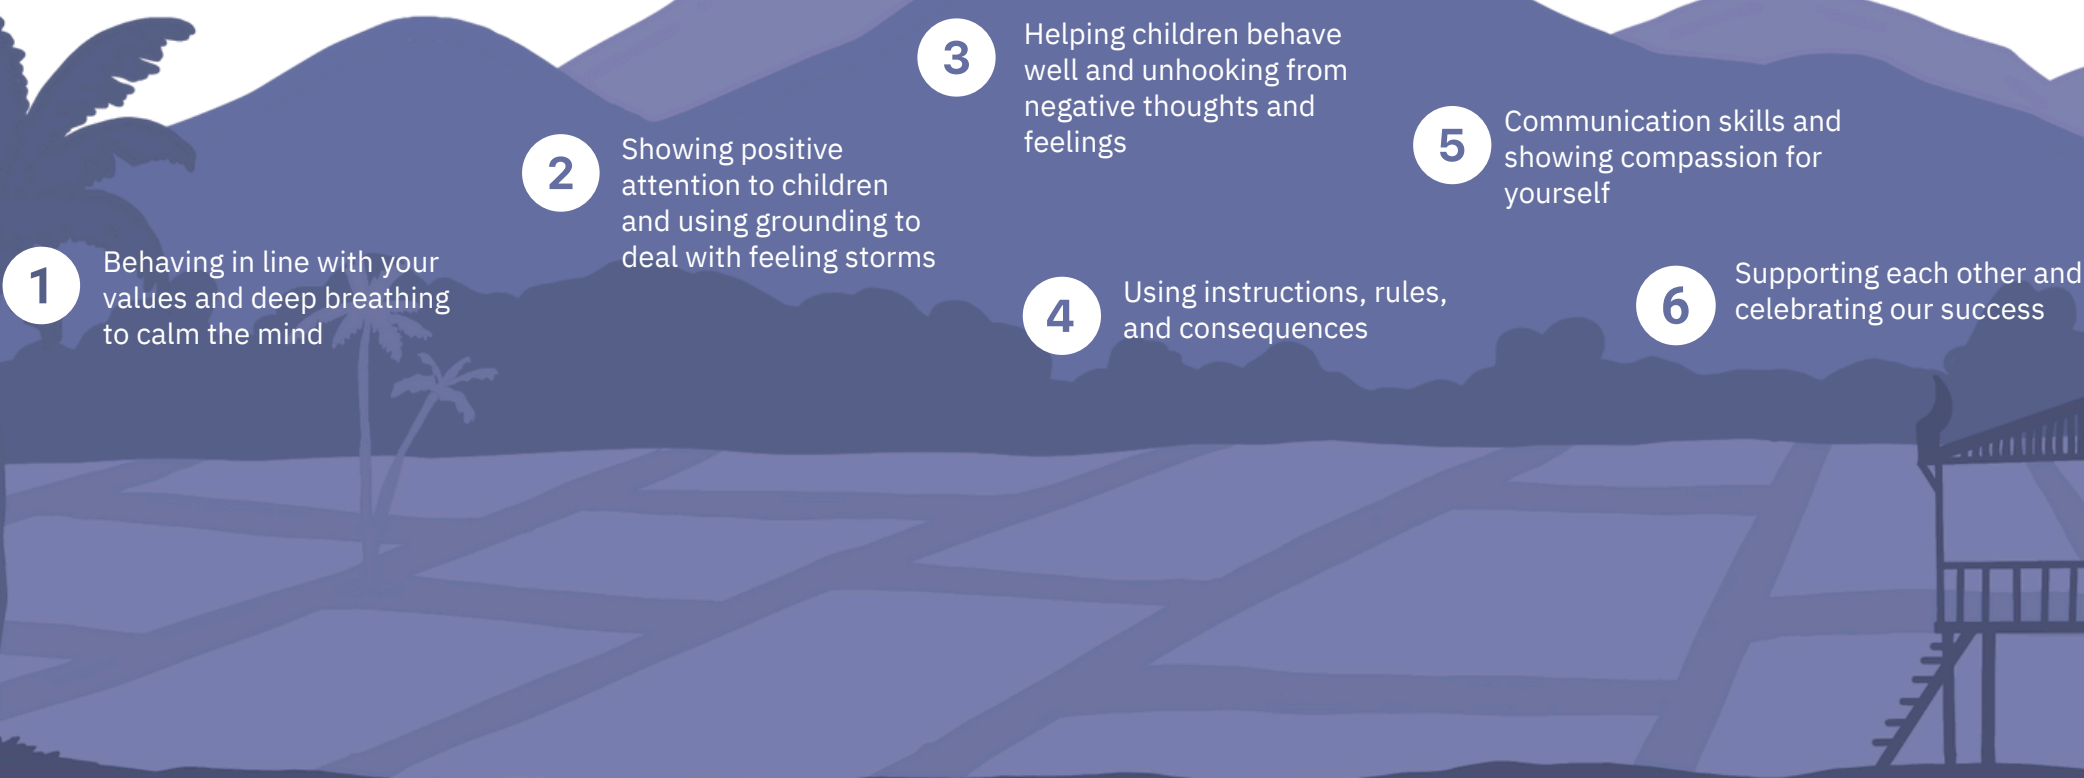 1
Behaving in line with your
values and deep breathing
to calm the mind
2
Showing positive
attention to children
and using grounding to
deal with feeling storms
3
Helping children behave
well and unhooking from
negative thoughts and
feelings
4
Using instructions, rules,
and consequences
5
Communication skills and
showing compassion for
yourself
6
Supporting each other and
celebrating our success